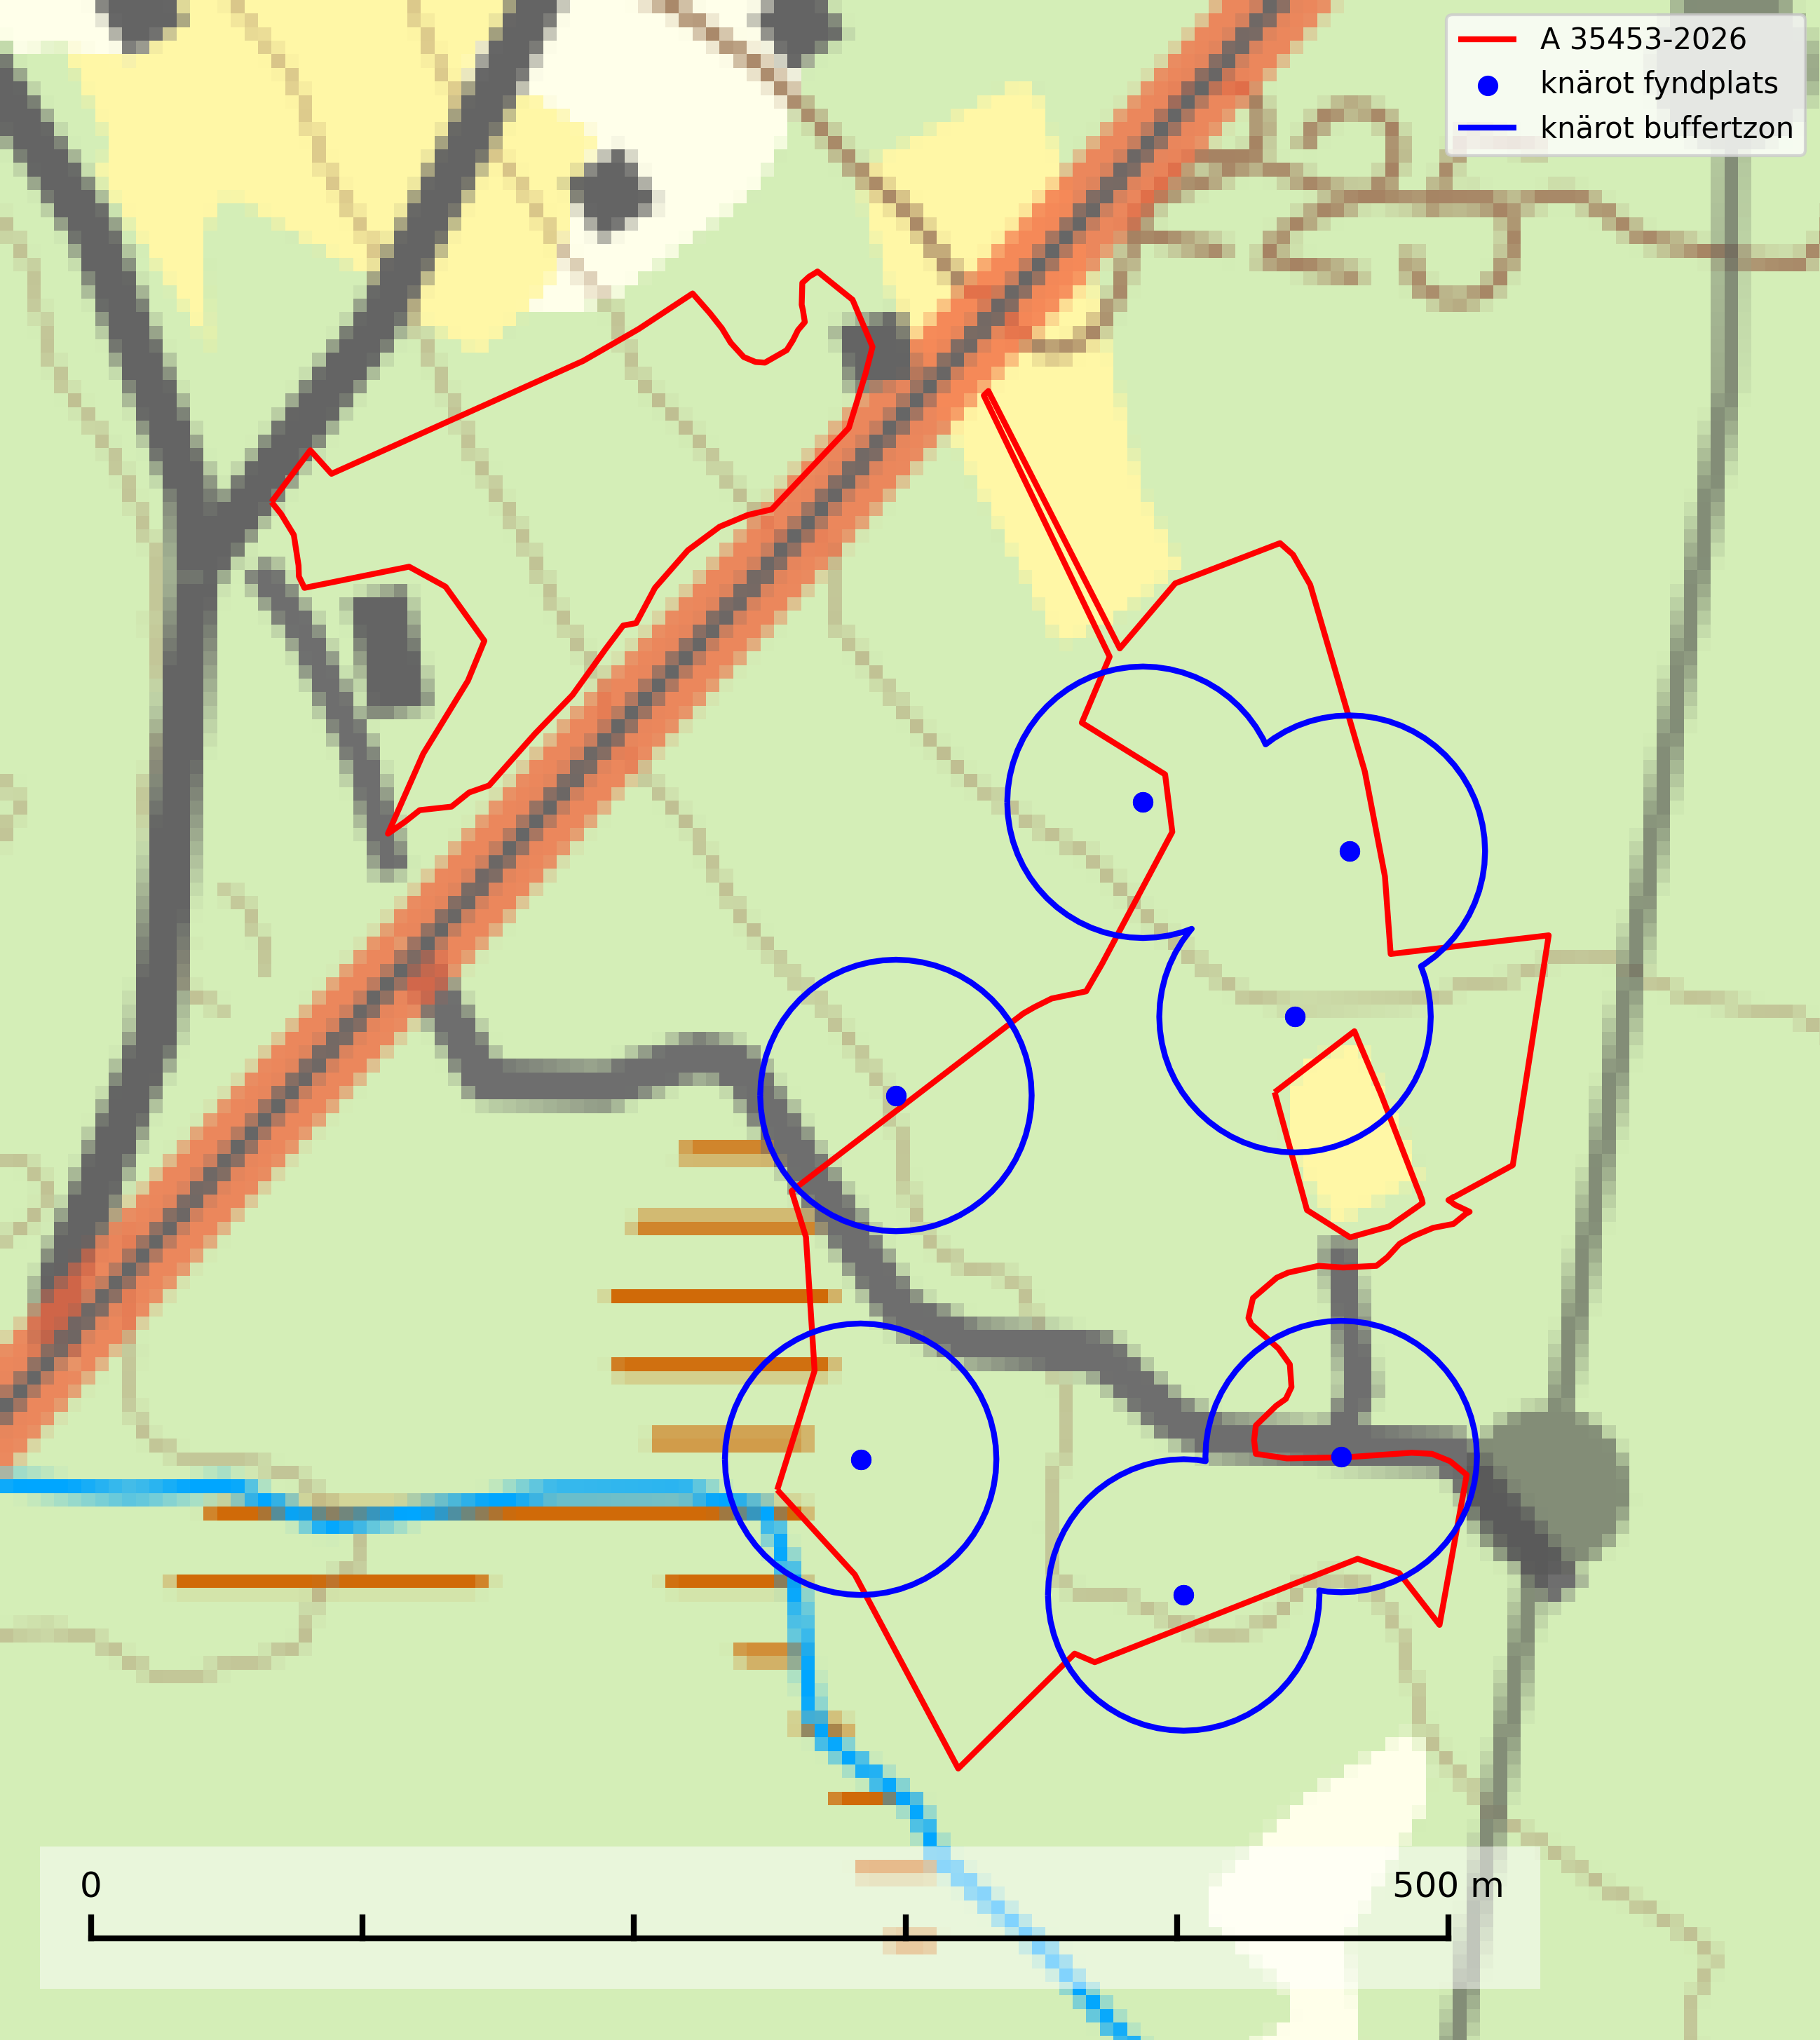 A 35453-2026
knärot fyndplats
knärot buffertzon
0
500 m